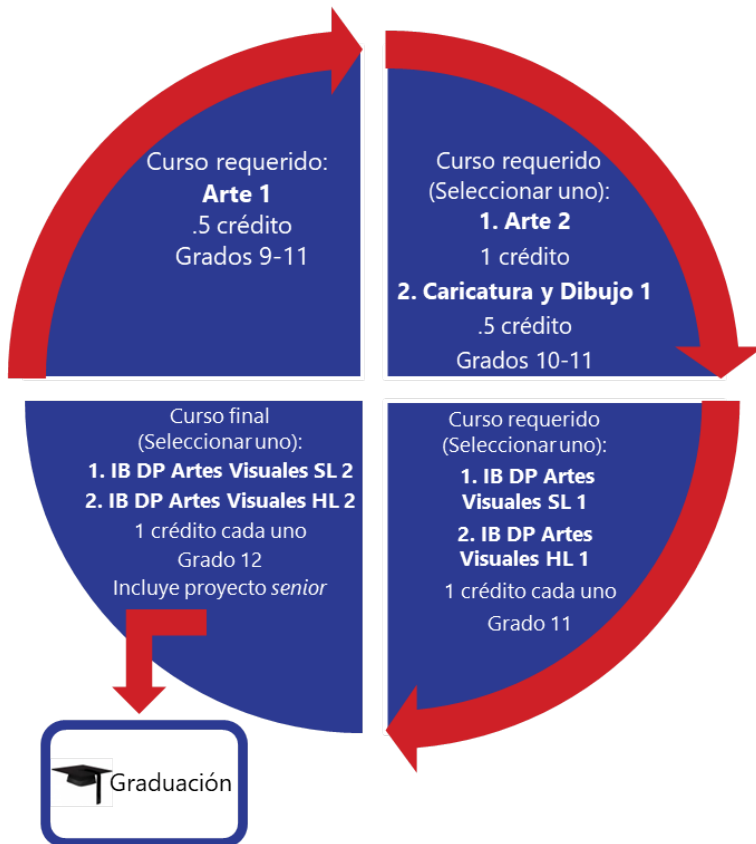 Curso requerido:
Arte 1
.5 crédito
Grados 9-11
Curso requerido
(Seleccionar uno):
1. Arte 2
1 crédito
2. Caricatura y Dibujo 1
.5 crédito
Grados 10-11
Curso requerido
(Seleccionar uno):
1. IB DP Artes
Visuales SL 1
2. IB DP Artes
Visuales HL 1
1 crédito cada uno
Grado 11
Curso final
(Seleccionar uno):
1. IB DP Artes Visuales SL 2
2. IB DP Artes Visuales HL 2
1 crédito cada uno
Grado 12
Incluye proyecto senior
Graduación